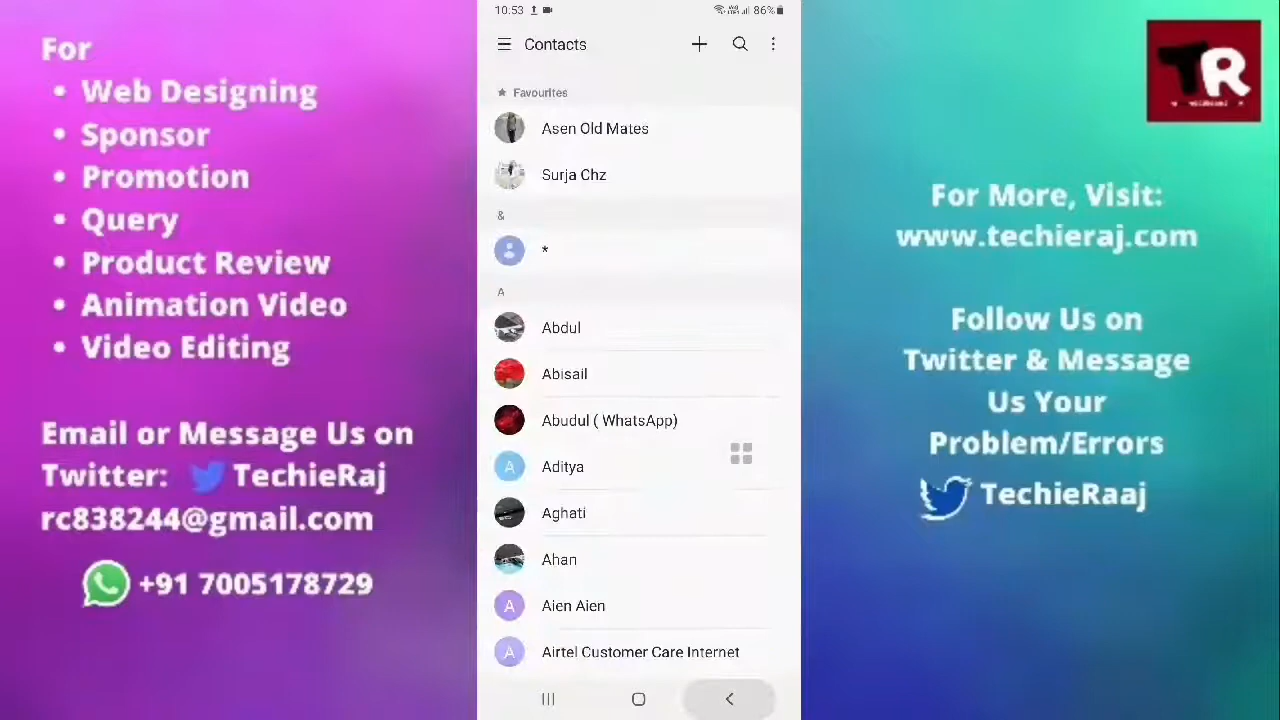 For
• Web Designing
• Sponsor
• Promotion
• Query
• Product Review
• Animation Video
• Video Editing
Email or Message Us on
Twitter: TechieRaj
rc838244@gmail.com
+91 7005178729
10:53
86%
Contacts
Favourites
Asen Old Mates
Surja Chz
&
*
A
Abdul
Abisail
Abudul ( WhatsApp)
A Aditya
Aghati
Ahan
A Aien Aien
A Airtel Customer Care Internet
TR
For More, Visit:
www.techieraj.com
Follow Us on
Twitter & Message
Us Your
Problem/Errors
TechieRaaj